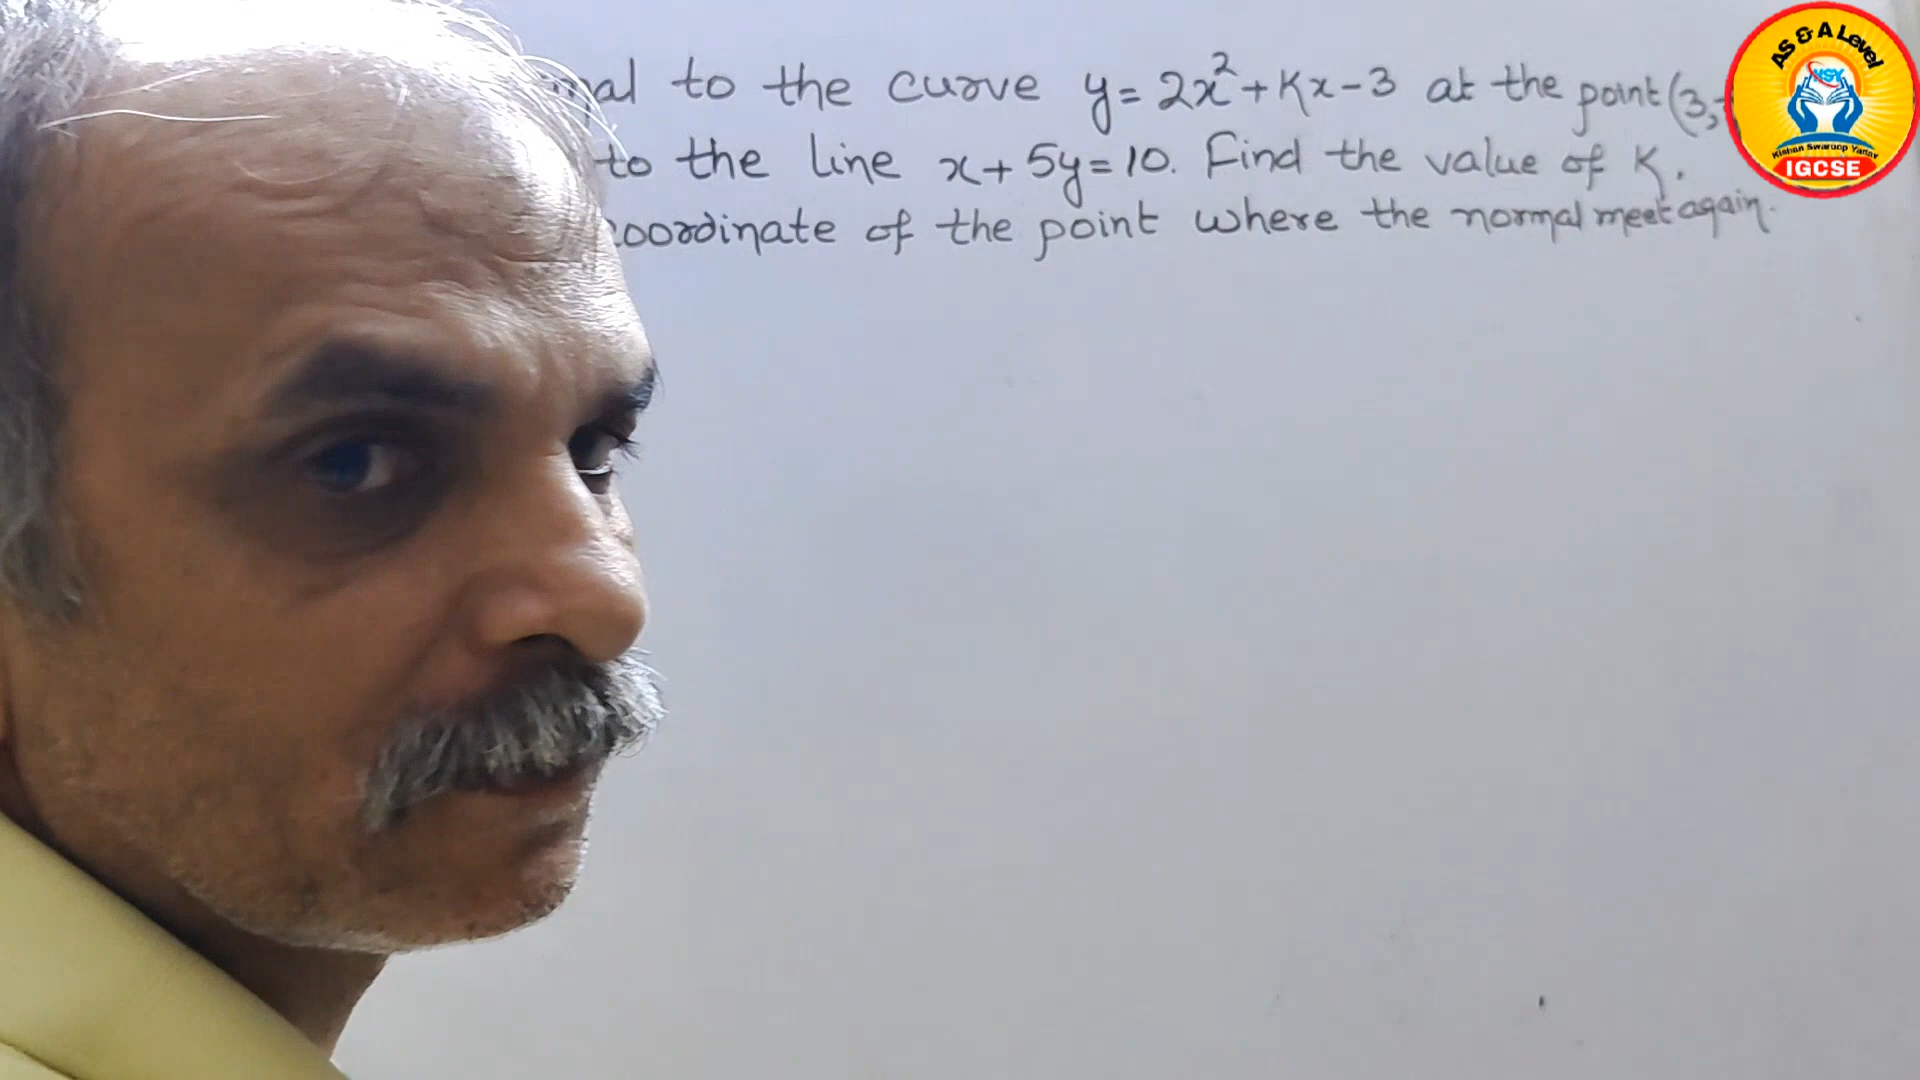 to the curve y=2x²+Kx-3 at the point (3,-
to the line x+5y=10. Find the value of K.
coordinate of the point where the normal meet again.
AS & A Level
KSY
Kishan Swaroop Yadav
IGCSE